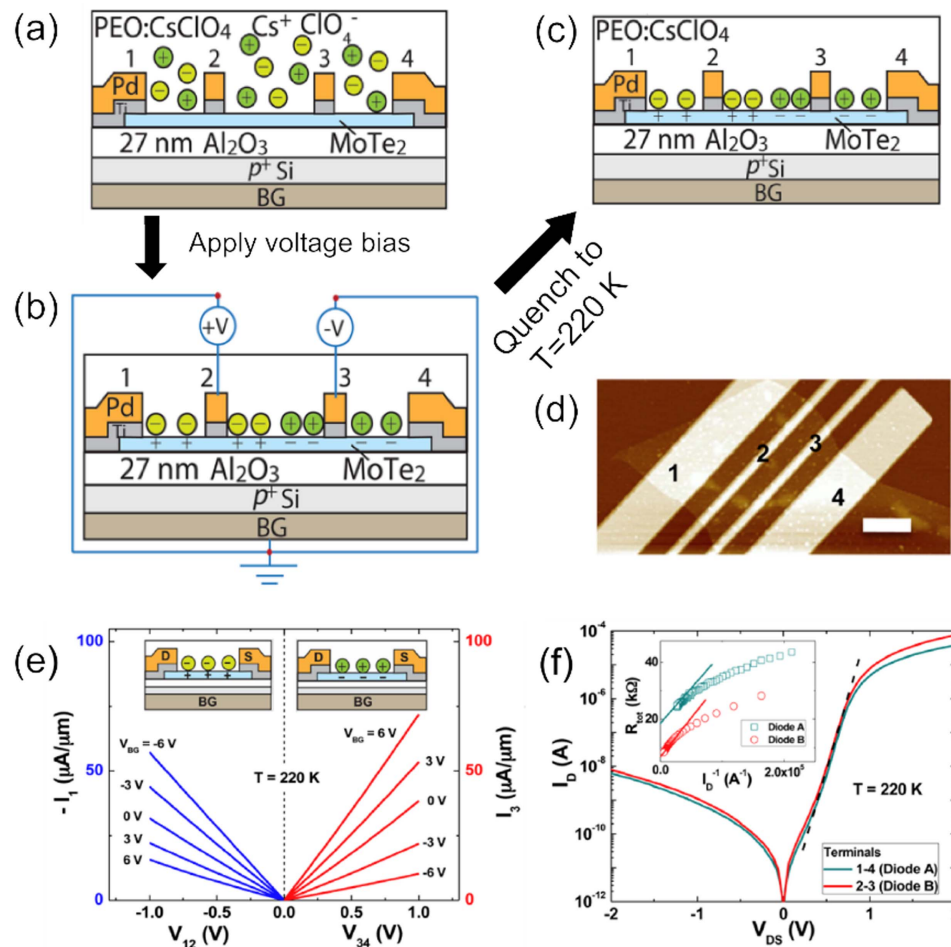 (a)
PEO:CsClO4 Cs+ ClO4-
1 2 3 4
Pd
Ti
27 nm Al2O3 MoTe2
p+ Si
BG
Apply voltage bias
(b)
+V -V
1 2 3 4
Pd
Ti
27 nm Al2O3 MoTe2
p+ Si
BG
Quench to
T=220 K
(c)
PEO:CsClO4
1 2 3 4
Pd
Ti
27 nm Al2O3 MoTe2
p+ Si
BG
(d)
1 2 3 4
(e)
100
50
0
- I1 (μA/μm)
D S
BG
D S
BG
VBG = -6 V
-3 V
0 V
3 V
6 V
T = 220 K
VBG = 6 V
3 V
0 V
-3 V
-6 V
100
50
0
I3 (μA/μm)
-1.0 -0.5 0.0 0.5 1.0
V12 (V) V34 (V)
(f)
10-4
10-6
10-8
10-10
10-12
ID (A)
40
20
Rtot (kΩ)
Diode A
Diode B
0.0 2.0x10^5
ID-1 (A-1)
T = 220 K
Terminals
1-4 (Diode A)
2-3 (Diode B)
-2 -1 0 1 2
VDS (V)